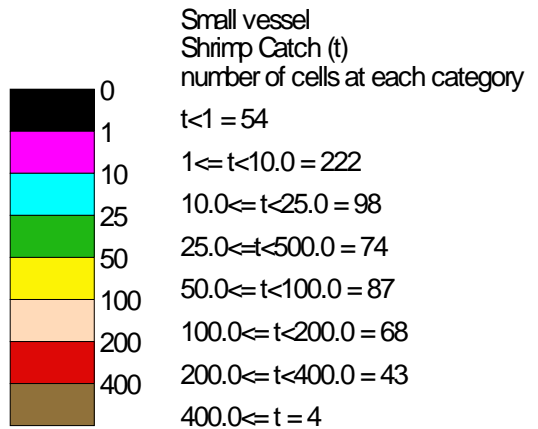 Small vessel
Shrimp Catch (t)
number of cells at each category
0
t<1 = 54
1
1<= t<10.0 = 222
10
10.0<= t<25.0 = 98
25
25.0<=t<500.0 = 74
50
50.0<= t<100.0 = 87
100
100.0<= t<200.0 = 68
200
200.0<= t<400.0 = 43
400
400.0<= t = 4